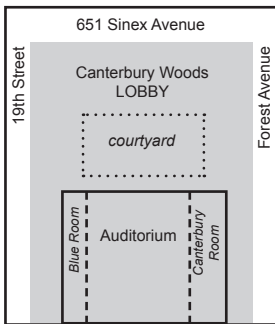 651 Sinex Avenue
19th Street
Forest Avenue
Canterbury Woods
LOBBY
courtyard
Blue Room
Auditorium
Canterbury
Room